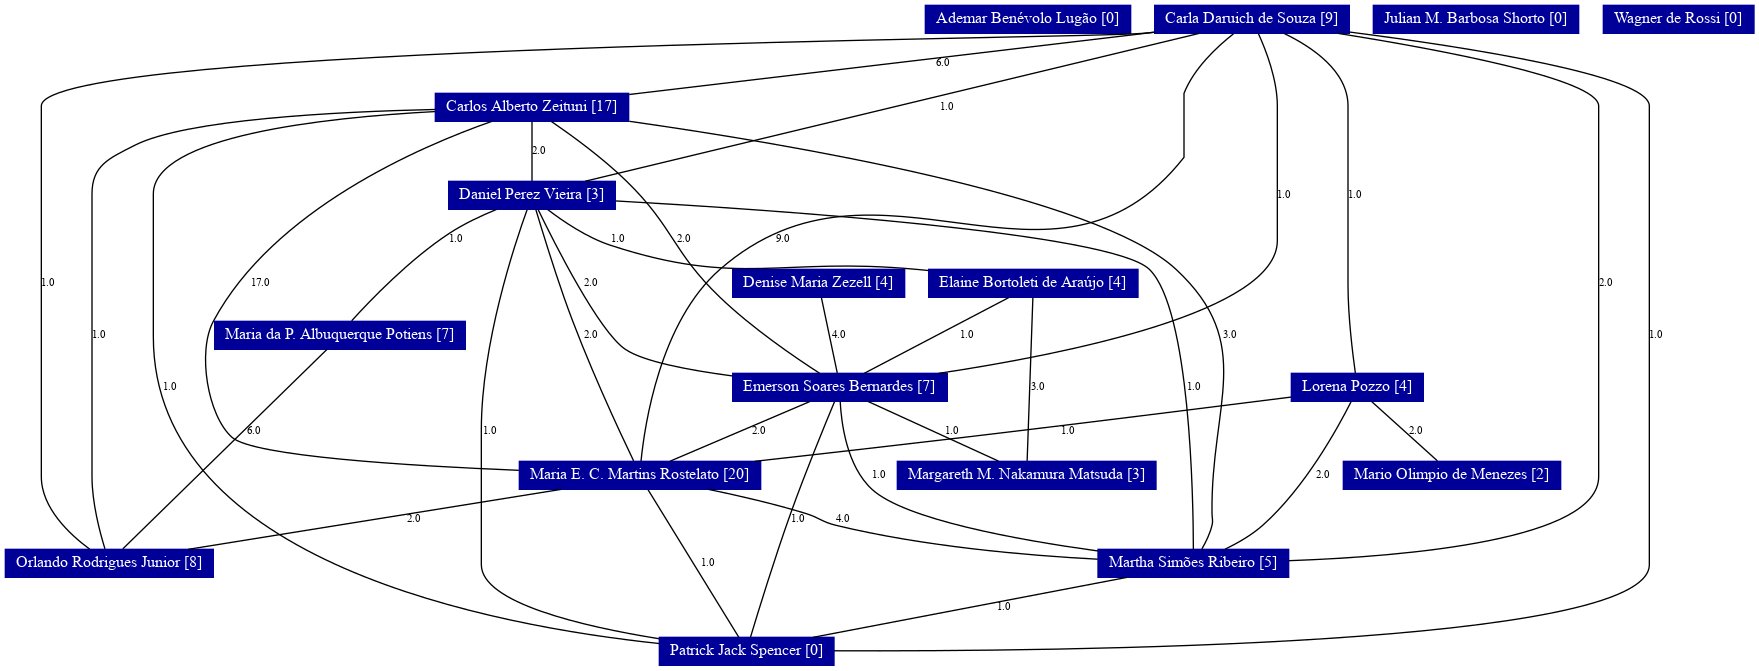 Ademar Benévolo Lugão [0]
Carla Daruich de Souza [9]
Julian M. Barbosa Shorto [0]
Wagner de Rossi [0]
6.0
Carlos Alberto Zeituni [17]
1.0
2.0
Daniel Perez Vieira [3]
1.0
1.0
1.0
1.0
2.0
9.0
1.0
17.0
2.0
Denise Maria Zezell [4]
Elaine Bortoleti de Araújo [4]
2.0
1.0
Maria da P. Albuquerque Potiens [7]
2.0
4.0
1.0
3.0
1.0
1.0
Emerson Soares Bernardes [7]
3.0
1.0
Lorena Pozzo [4]
6.0
1.0
2.0
1.0
1.0
2.0
Maria E. C. Martins Rostelato [20]
1.0
Margareth M. Nakamura Matsuda [3]
2.0
Mario Olimpio de Menezes [2]
2.0
1.0
4.0
Orlando Rodrigues Junior [8]
1.0
Martha Simões Ribeiro [5]
1.0
Patrick Jack Spencer [0]